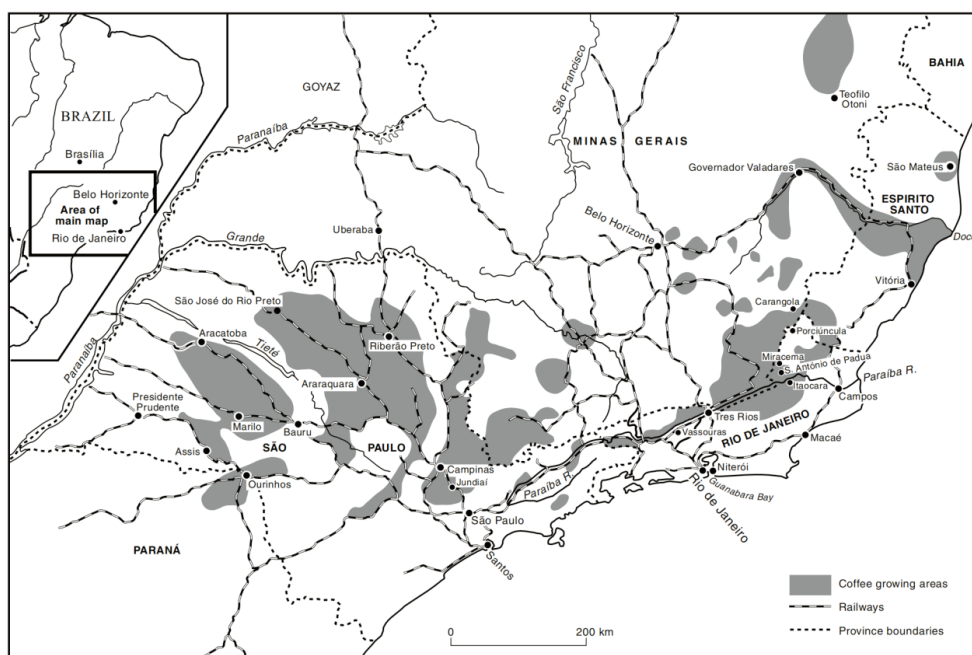 BRAZIL
Brasília
Belo Horizonte
Area of
main map
Rio de Janeiro
GOYAZ
Paranaíba
São Francisco
MINAS GERAIS
BAHIA
Teofilo
Otoni
Governador Valadares
São Mateus
ESPIRITO
SANTO
Doce
Belo Horizonte
Uberaba
Grande
Vitória
São José do Rio Preto
Carangola
Aracatoba
Tieté
Riberão Preto
Porciúncula
Paranaíba
Miracema
S. António de Padua
Araraquara
Itaocara
Paraíba R.
Campos
Presidente
Prudente
Marilo
Bauru
Tres Rios
Vassouras
RIO DE JANEIRO
Macaé
Assis
SÃO
PAULO
Campinas
Ourinhos
Jundiaí
Paraíba R.
Niterói
Guanabara Bay
Rio de Janeiro
São Paulo
PARANÁ
Santos
Coffee growing areas
Railways
Province boundaries
0 200 km